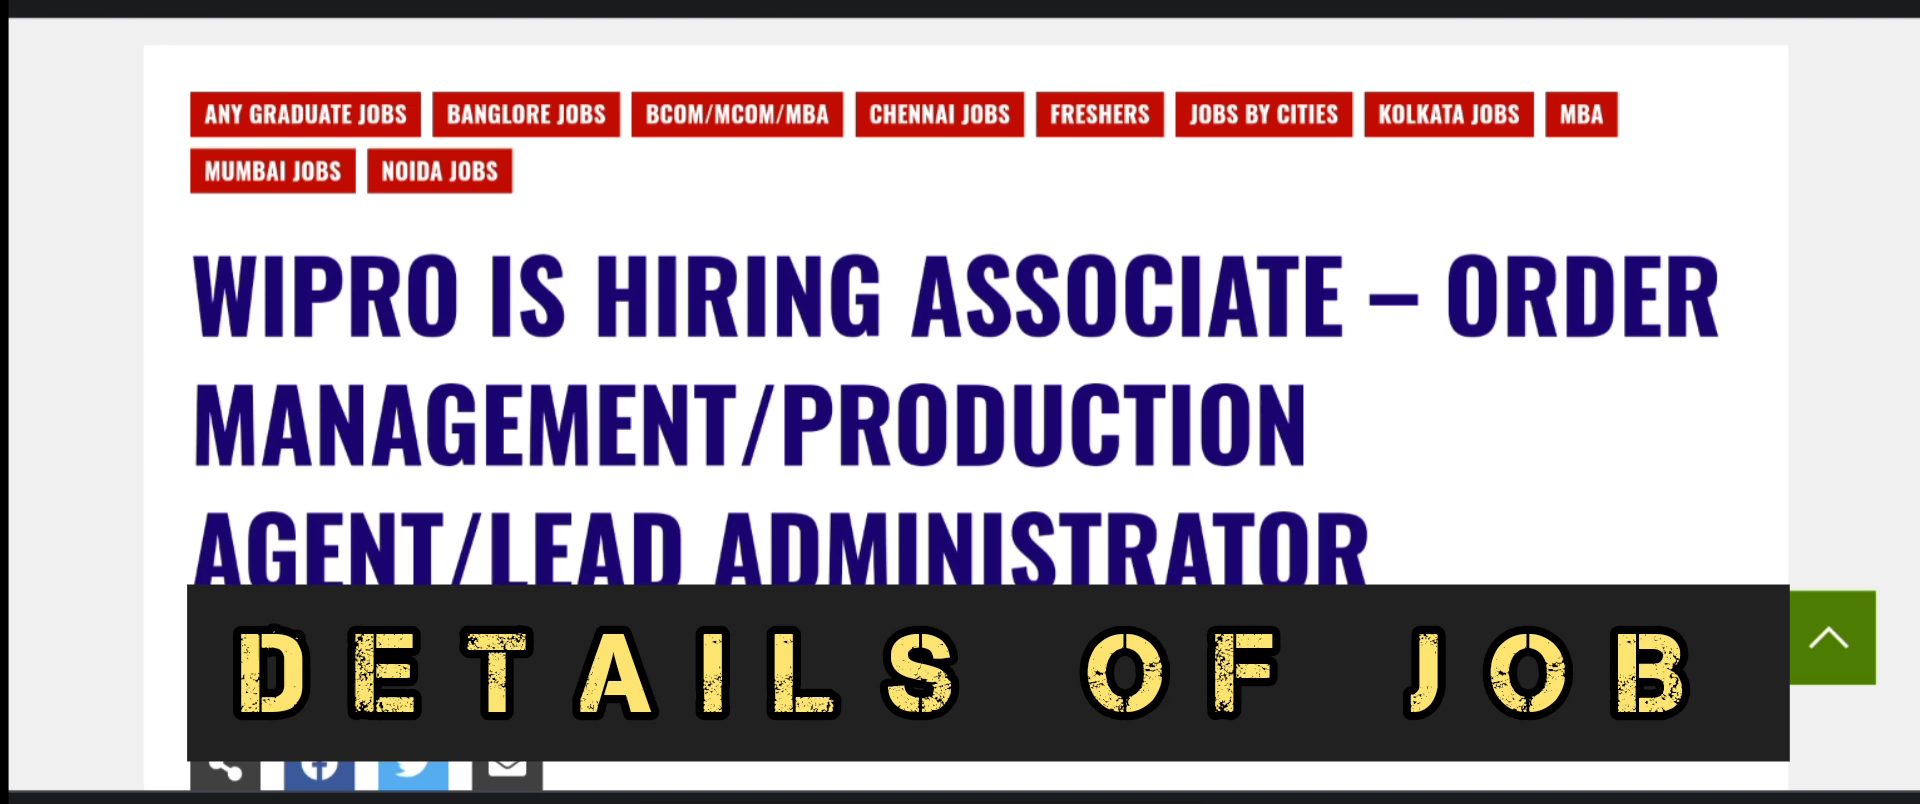 ANY GRADUATE JOBS BANGLORE JOBS BCOM/MCOM/MBA CHENNAI JOBS FRESHERS JOBS BY CITIES KOLKATA JOBS MBA
MUMBAI JOBS NOIDA JOBS
WIPRO IS HIRING ASSOCIATE – ORDER
MANAGEMENT/PRODUCTION
AGENT/LEAD ADMINISTRATOR
DETAILS OF JOB